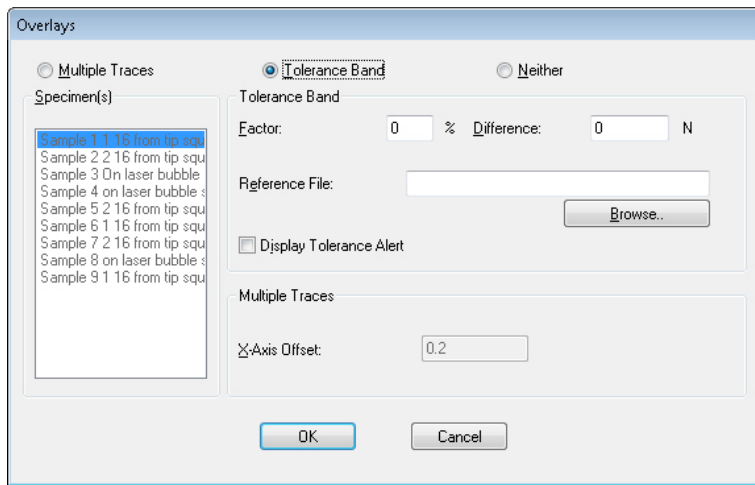 Overlays
Multiple Traces
Tolerance Band
Neither
Specimen(s)
Sample 1 1 16 from tip squ
Sample 2 2 16 from tip squ
Sample 3 On laser bubble
Sample 4 on laser bubble s
Sample 5 2 16 from tip squ
Sample 6 1 16 from tip squ
Sample 7 2 16 from tip squ
Sample 8 on laser bubble s
Sample 9 1 16 from tip squ
Tolerance Band
Factor: 0 % Difference: 0 N
Reference File:
Browse..
Display Tolerance Alert
Multiple Traces
X-Axis Offset: 0.2
OK
Cancel